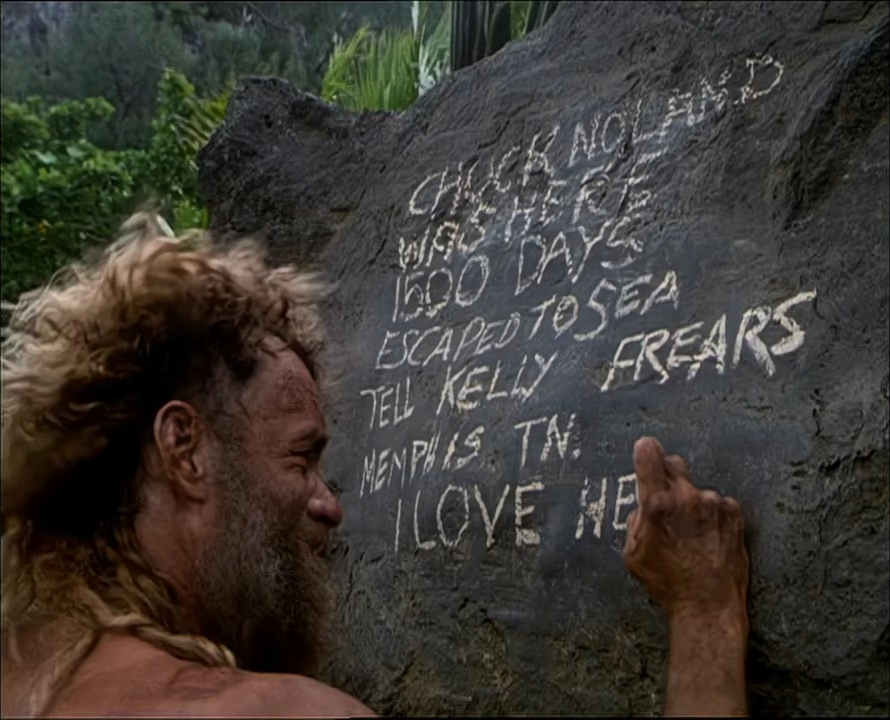 CHUCK NOLAND
WAS HERE
1500 DAYS
ESCAPED TO SEA
TELL KELLY FREARS
MEMPHIS. TN.
I LOVE HE